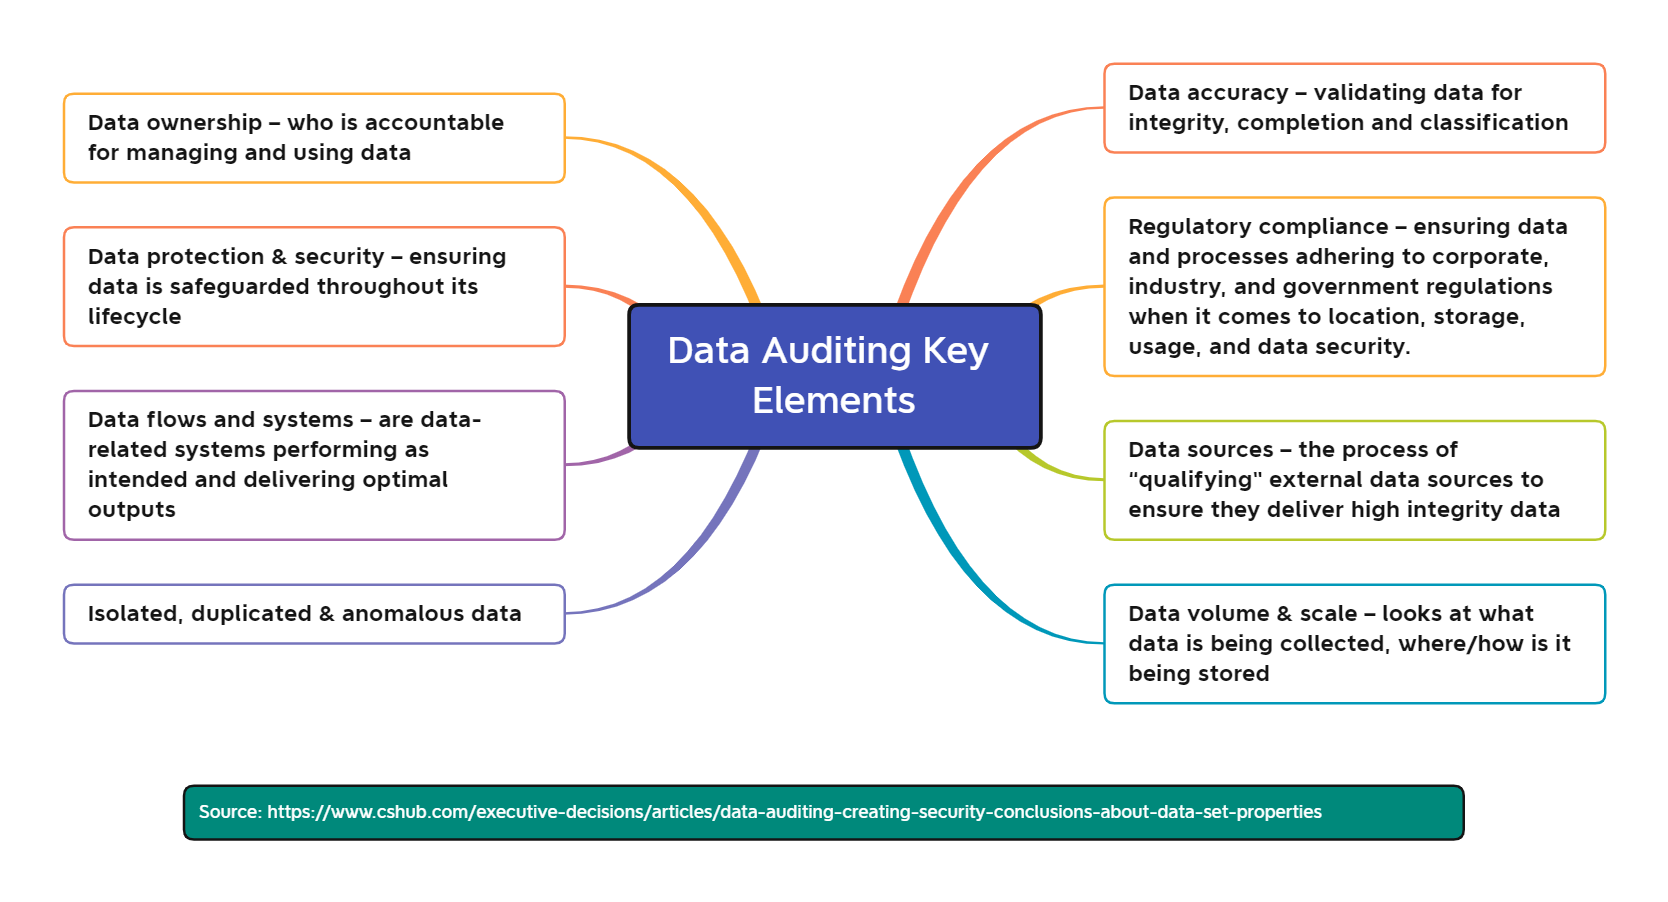 Data ownership – who is accountable
for managing and using data
Data protection & security – ensuring
data is safeguarded throughout its
lifecycle
Data flows and systems – are data-
related systems performing as
intended and delivering optimal
outputs
Isolated, duplicated & anomalous data
Data Auditing Key
Elements
Data accuracy – validating data for
integrity, completion and classification
Regulatory compliance – ensuring data
and processes adhering to corporate,
industry, and government regulations
when it comes to location, storage,
usage, and data security.
Data sources – the process of
“qualifying" external data sources to
ensure they deliver high integrity data
Data volume & scale – looks at what
data is being collected, where/how is it
being stored
Source: https://www.cshub.com/executive-decisions/articles/data-auditing-creating-security-conclusions-about-data-set-properties